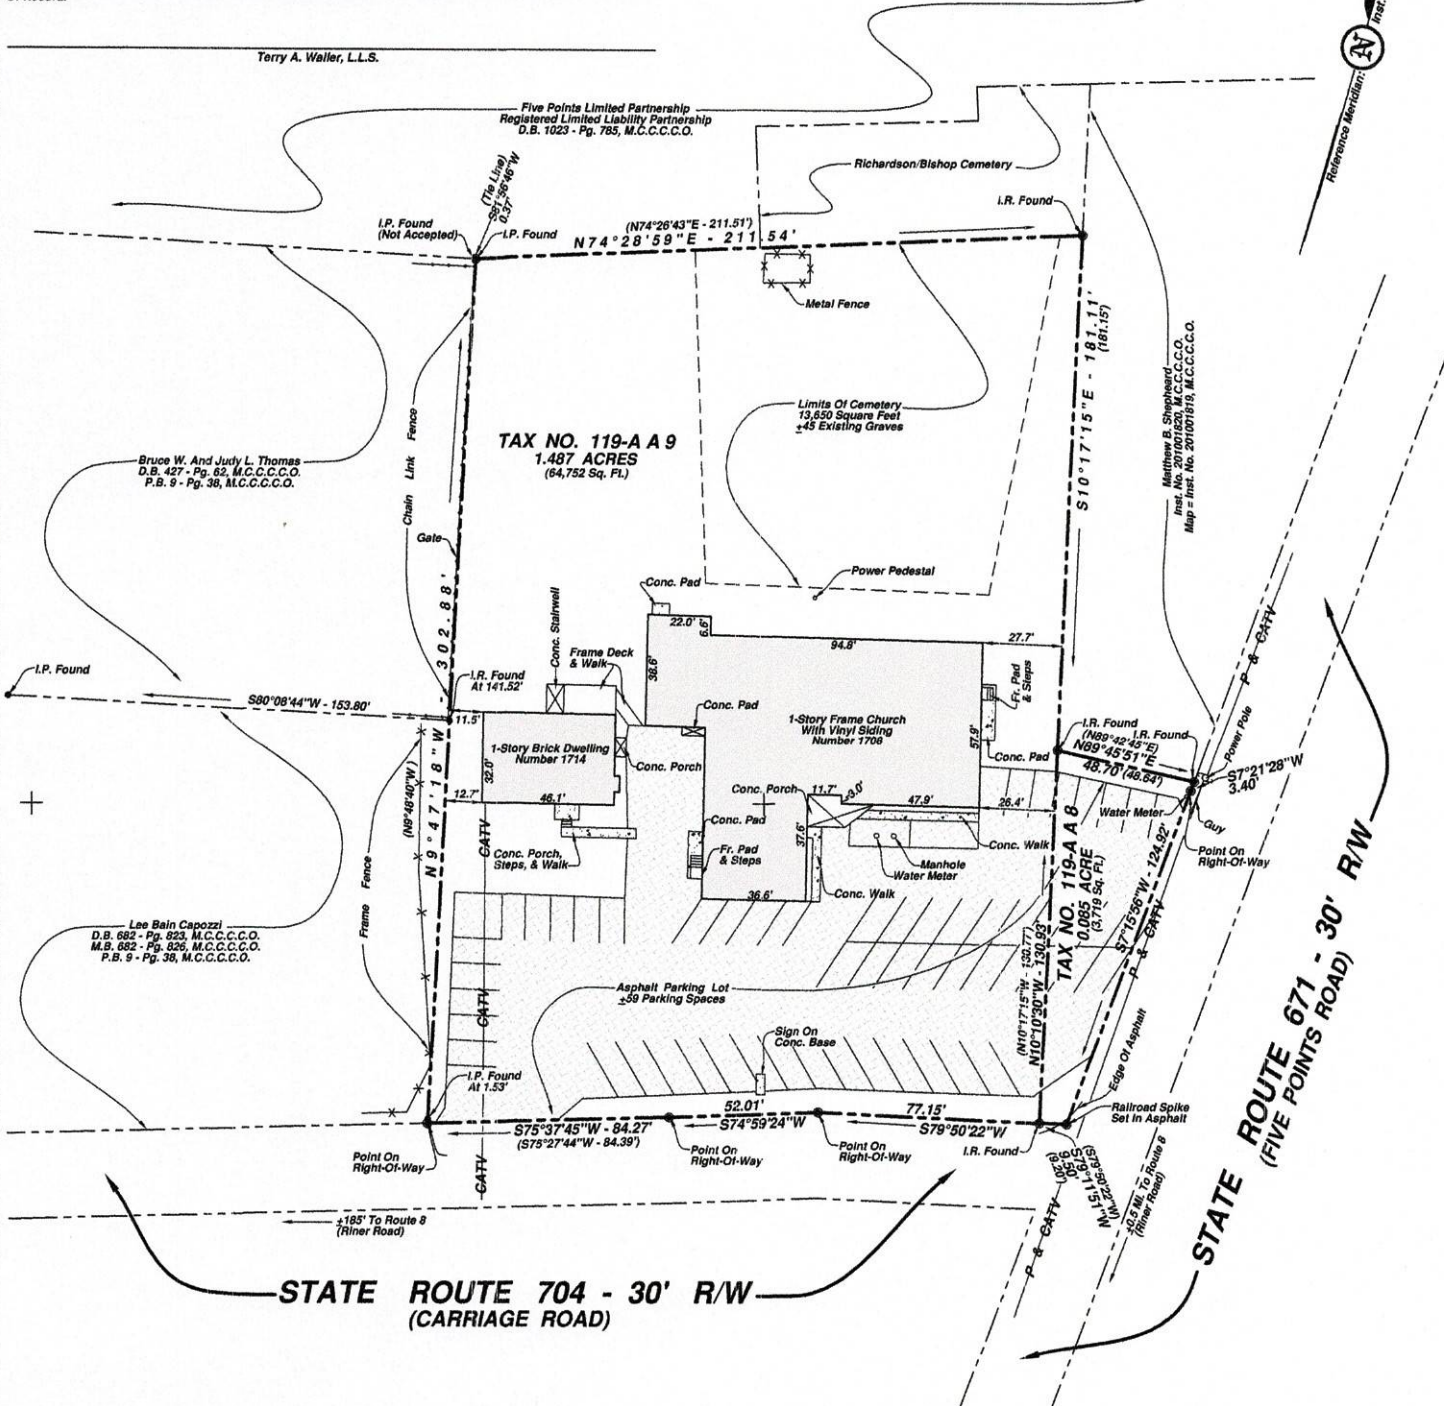 Terry A. Waller, L.L.S.
Five Points Limited Partnership
Registered Limited Liability Partnership
D.B. 1023 - Pg. 785, M.C.C.C.C.O.
Reference Meridian:
N
Inst.
(Tie Line)
S81°56'46"W
0.37'
Richardson/Bishop Cemetery
I.P. Found
(Not Accepted)
I.P. Found
(N74°26'43"E - 211.51')
N74°28'59"E - 211.54'
I.R. Found
Metal Fence
S10°17'15"E - 181.11'
(181.15')
Matthew B. Shepheard
Inst. No. 201001820, M.C.C.C.C.O.
Map = Inst. No. 201001819, M.C.C.C.C.O.
Limits Of Cemetery
13,650 Square Feet
±45 Existing Graves
TAX NO. 119-A A 9
1.487 ACRES
(64,752 Sq. Ft.)
Chain Link Fence
Bruce W. And Judy L. Thomas
D.B. 427 - Pg. 62, M.C.C.C.C.O.
P.B. 9 - Pg. 38, M.C.C.C.C.O.
Gate
Power Pedestal
Conc. Pad
22.0'
6.6'
94.8'
27.7'
38.6'
Conc. Stairwell
Frame Deck
& Walk
N9°47'18"W - 302.88'
(N9°48'40"W)
I.P. Found
I.R. Found
At 141.52'
S80°08'44"W - 153.80'
11.5'
1-Story Brick Dwelling
Number 1714
32.0'
46.1'
12.7'
Conc. Porch
Conc. Pad
1-Story Frame Church
With Vinyl Siding
Number 1708
57.9'
Fr. Pad
& Steps
Conc. Pad
I.R. Found
(N89°42'45"E)
I.R. Found
N89°45'51"E
48.70' (48.64')
Power Pole
P & CATV
S7°21'28"W
3.40'
Water Meter
Guy
Point On
Right-Of-Way
Conc. Porch
11.7'
3.0'
47.9'
26.4'
37.6'
Conc. Pad
Fr. Pad
& Steps
36.6'
Conc. Walk
Manhole
Water Meter
Conc. Walk
Conc. Porch,
Steps, & Walk
CATV
Frame Fence
Lee Bain Capozzi
D.B. 682 - Pg. 823, M.C.C.C.C.O.
M.B. 682 - Pg. 826, M.C.C.C.C.O.
P.B. 9 - Pg. 38, M.C.C.C.C.O.
TAX NO. 119-A A 8
0.085 ACRE
(3,719 Sq. Ft.)
S7°15'56"W - 124.92'
P & CATV
(N10°17'15"W - 130.77')
N10°10'30"W - 130.93'
Asphalt Parking Lot
±59 Parking Spaces
CATV
Sign On
Conc. Base
Edge Of Asphalt
I.P. Found
At 1.53'
Railroad Spike
Set In Asphalt
S75°37'45"W - 84.27'
(S75°27'44"W - 84.39')
52.01'
S74°59'24"W
77.15'
S79°50'22"W
Point On
Right-Of-Way
Point On
Right-Of-Way
Point On
Right-Of-Way
I.R. Found
CATV
(S79°50'22"W)
S79°11'51"W
9.50'
(9.20')
±0.5 Mi. To Route 8
(Riner Road)
P & CATV
±185' To Route 8
(Riner Road)
STATE ROUTE 704 - 30' R/W
(CARRIAGE ROAD)
STATE ROUTE 671 - 30' R/W
(FIVE POINTS ROAD)